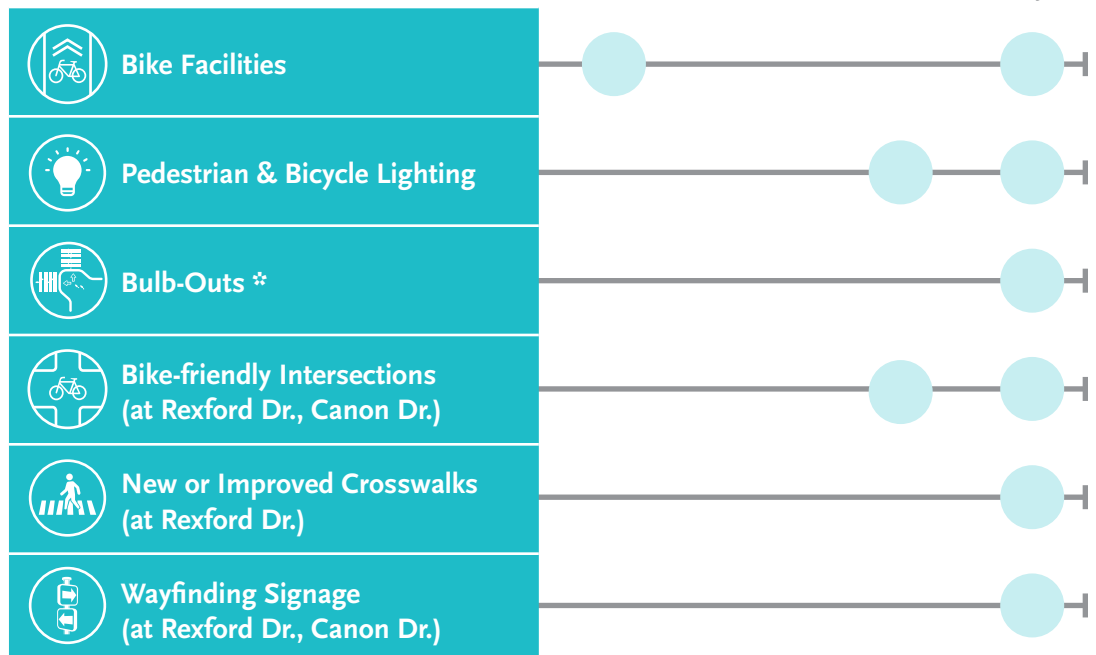 Bike Facilities
Pedestrian & Bicycle Lighting
Bulb-Outs *
Bike-friendly Intersections
(at Rexford Dr., Canon Dr.)
New or Improved Crosswalks
(at Rexford Dr.)
Wayfinding Signage
(at Rexford Dr., Canon Dr.)